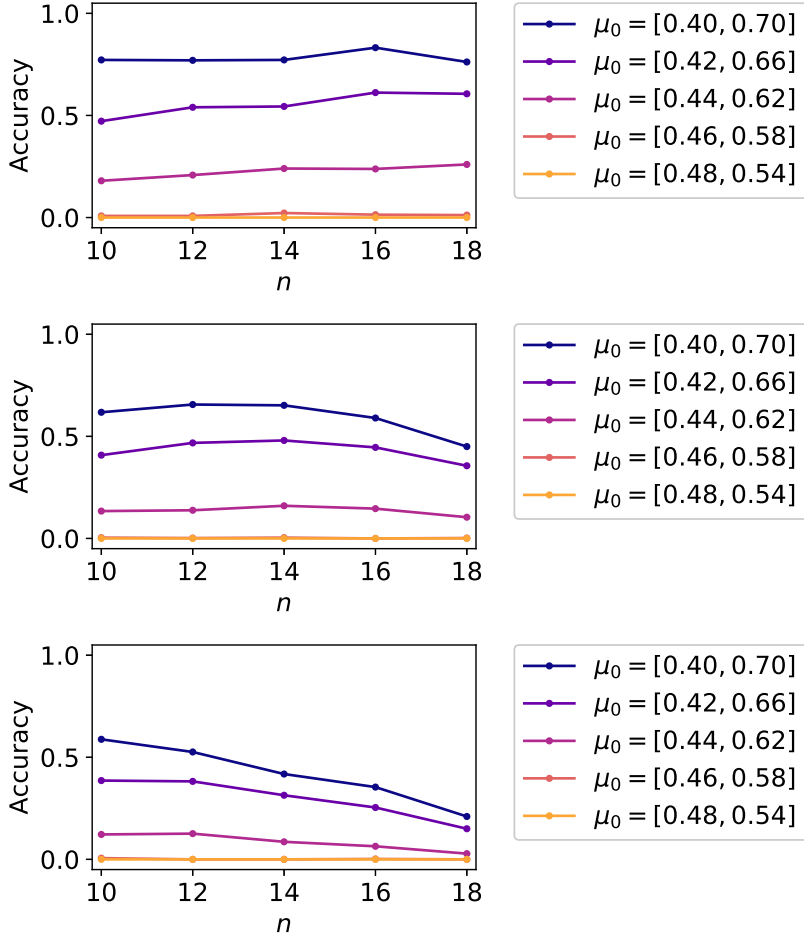 1.0
0.5
0.0
Accuracy
10 12 14 16 18
n
μ₀ = [0.40, 0.70]
μ₀ = [0.42, 0.66]
μ₀ = [0.44, 0.62]
μ₀ = [0.46, 0.58]
μ₀ = [0.48, 0.54]
1.0
0.5
0.0
Accuracy
10 12 14 16 18
n
μ₀ = [0.40, 0.70]
μ₀ = [0.42, 0.66]
μ₀ = [0.44, 0.62]
μ₀ = [0.46, 0.58]
μ₀ = [0.48, 0.54]
1.0
0.5
0.0
Accuracy
10 12 14 16 18
n
μ₀ = [0.40, 0.70]
μ₀ = [0.42, 0.66]
μ₀ = [0.44, 0.62]
μ₀ = [0.46, 0.58]
μ₀ = [0.48, 0.54]